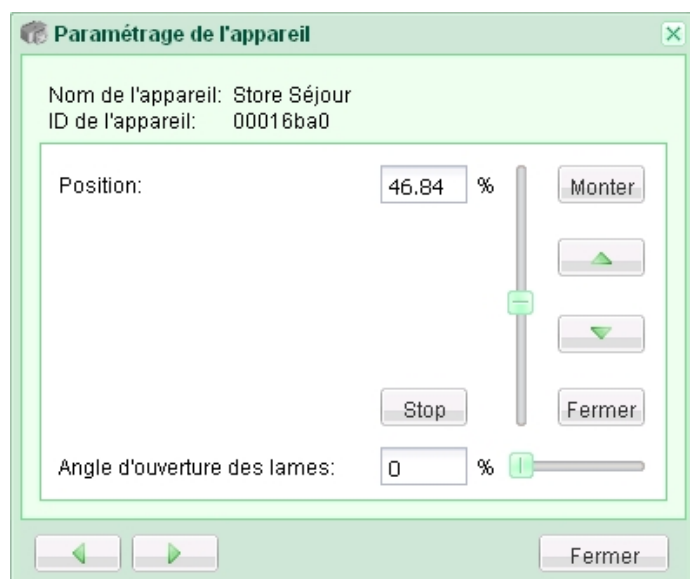 Paramétrage de l'appareil
Nom de l'appareil: Store Séjour
ID de l'appareil: 00016ba0
Position: 46.84 % Monter
Stop Fermer
Angle d'ouverture des lames: 0 %
Fermer